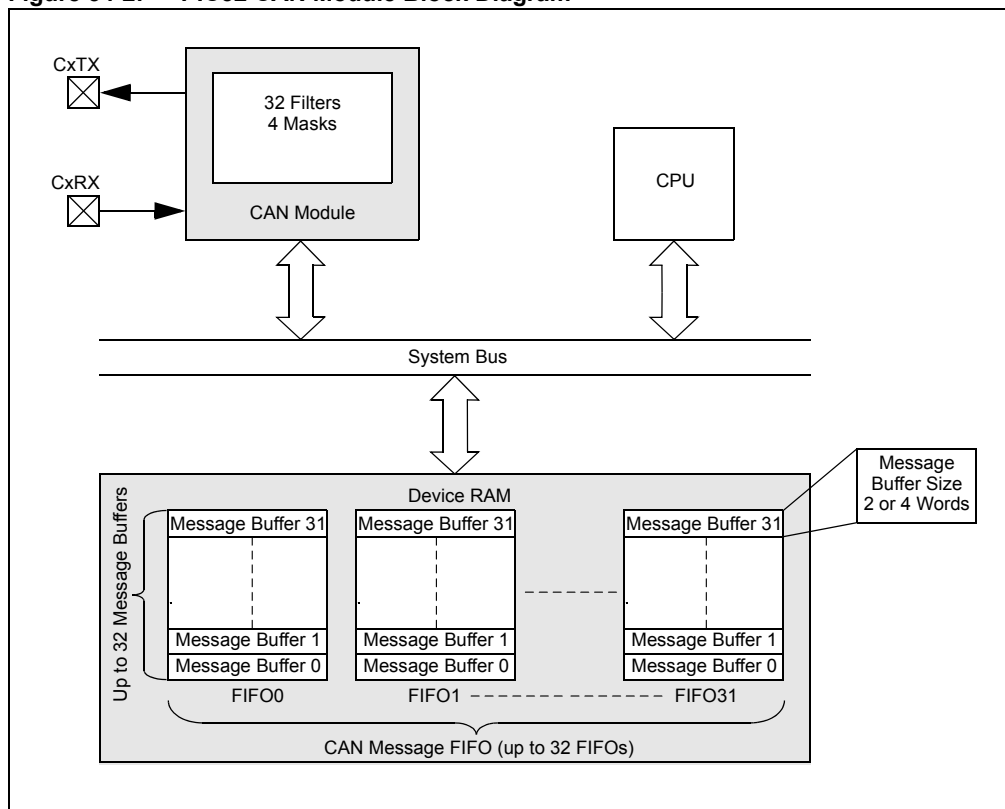 CxTX
32 Filters
4 Masks
CxRX
CAN Module
CPU
System Bus
Device RAM
Message
Buffer Size
2 or 4 Words
Up to 32 Message Buffers
Message Buffer 31
Message Buffer 31
Message Buffer 31
Message Buffer 1
Message Buffer 1
Message Buffer 1
Message Buffer 0
Message Buffer 0
Message Buffer 0
FIFO0
FIFO1
FIFO31
CAN Message FIFO (up to 32 FIFOs)